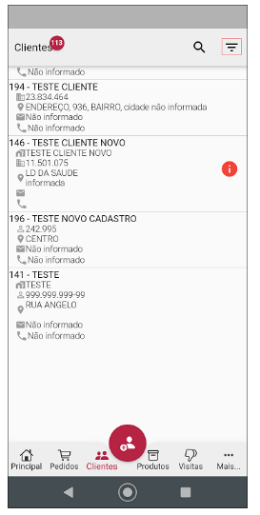 Clientes 113
Não informado
194 - TESTE CLIENTE
23.834.464
ENDEREÇO, 936, BAIRRO, cidade não informada
Não informado
Não informado
146 - TESTE CLIENTE NOVO
TESTE CLIENTE NOVO
11.501.075
LD DA SAUDE
informada
196 - TESTE NOVO CADASTRO
242.995
CENTRO
Não informado
Não informado
141 - TESTE
TESTE
999.999.999-99
RUA ANGELO
Não informado
Não informado
Principal Pedidos Clientes Produtos Visitas Mais...